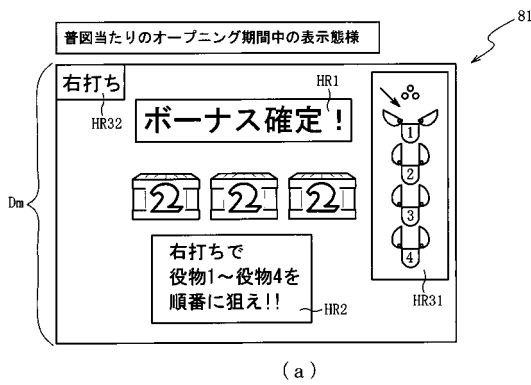 普図当たりのオープニング期間中の表示態様
81
右打ち
HR32
HR1
ボーナス確定！
1
2
3
4
Dm
2 2 2
右打ちで
役物1～役物4を
順番に狙え!!
HR2
HR31
(a)